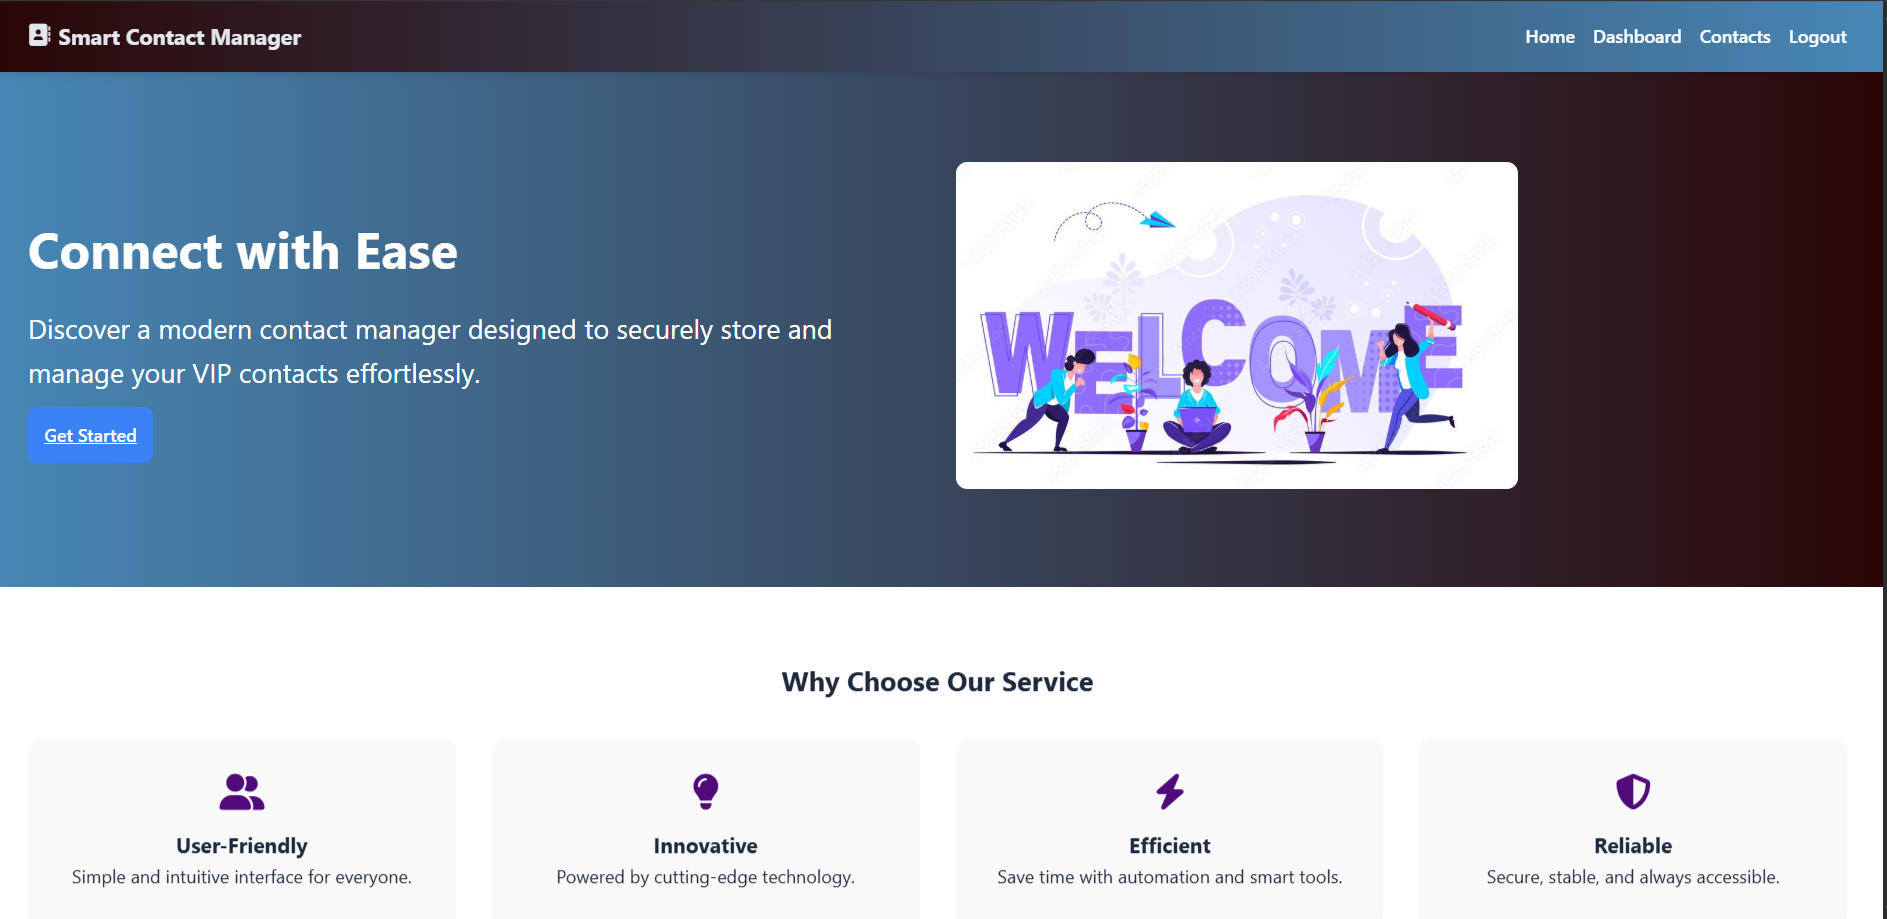 Smart Contact Manager
Home Dashboard Contacts Logout
Connect with Ease
Discover a modern contact manager designed to securely store and
manage your VIP contacts effortlessly.
Get Started
WELCOME
Why Choose Our Service
User-Friendly
Simple and intuitive interface for everyone.
Innovative
Powered by cutting-edge technology.
Efficient
Save time with automation and smart tools.
Reliable
Secure, stable, and always accessible.